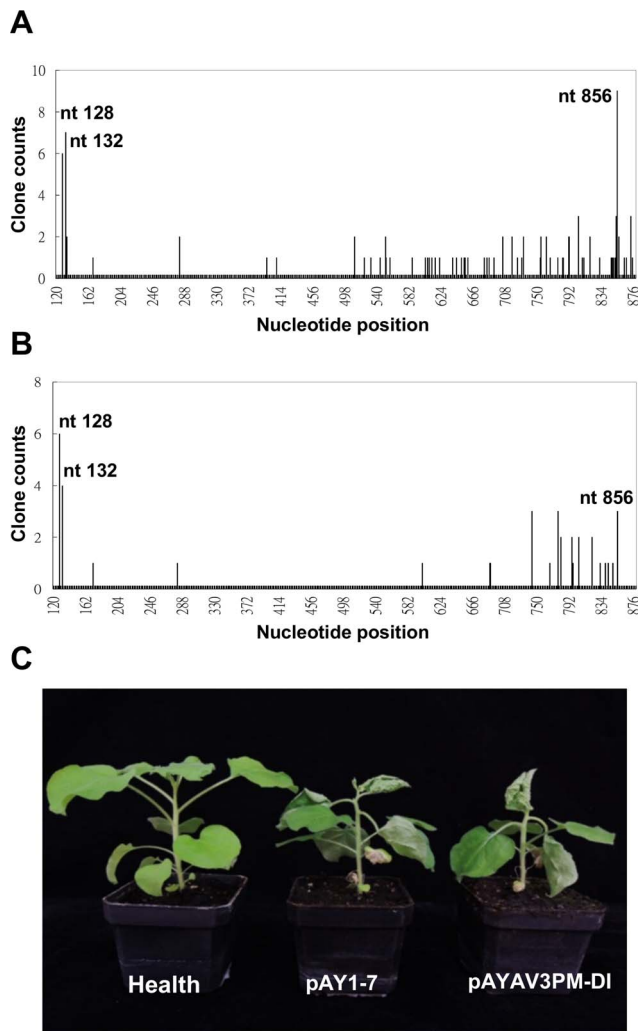 A
Clone counts
10
8
6
4
2
0
nt 128
nt 132
nt 856
120 162 204 246 288 330 372 414 456 498 540 582 624 666 708 750 792 834 876
Nucleotide position
B
Clone counts
8
6
4
2
0
nt 128
nt 132
nt 856
120 162 204 246 288 330 372 414 456 498 540 582 624 666 708 750 792 834 876
Nucleotide position
C
Health pAY1-7 pAYAV3PM-DI